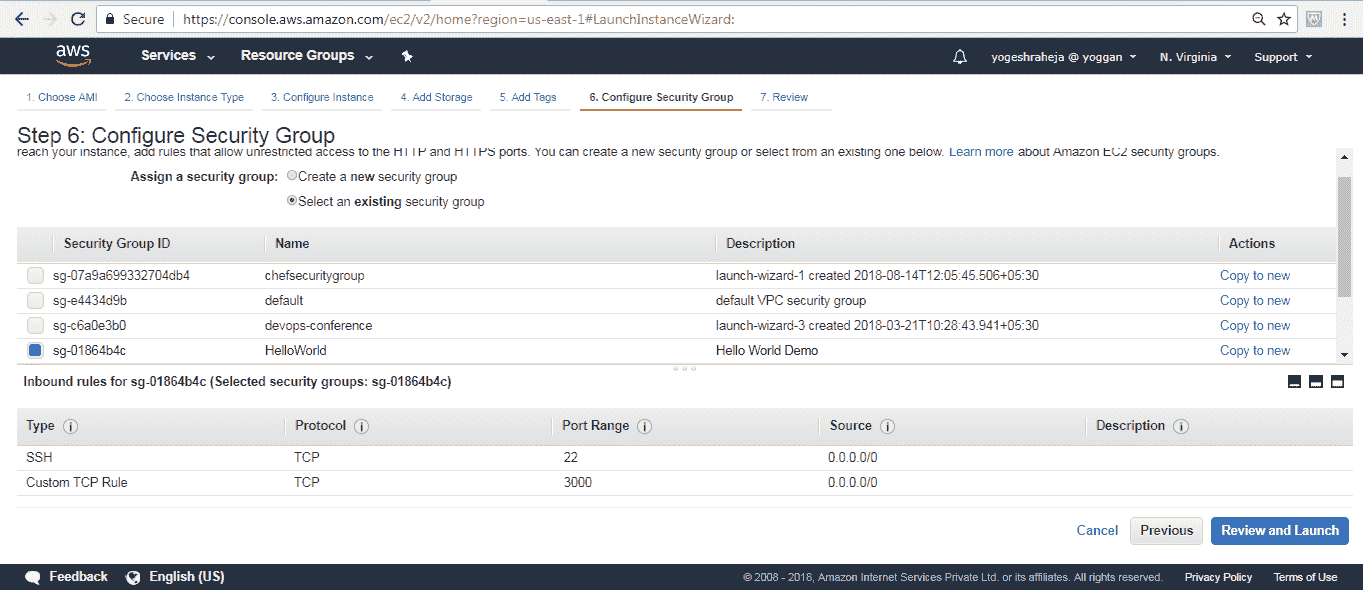 Secure https://console.aws.amazon.com/ec2/v2/home?region=us-east-1#LaunchInstanceWizard:
aws Services Resource Groups yogeshraheja @ yoggan N. Virginia Support
1. Choose AMI 2. Choose Instance Type 3. Configure Instance 4. Add Storage 5. Add Tags 6. Configure Security Group 7. Review
Step 6: Configure Security Group
reach your instance, add rules that allow unrestricted access to the HTTP and HTTPS ports. You can create a new security group or select from an existing one below. Learn more about Amazon EC2 security groups.
Assign a security group: Create a new security group
Select an existing security group
Security Group ID Name Description Actions
sg-07a9a699332704db4 chefsecuritygroup launch-wizard-1 created 2018-08-14T12:05:45.506+05:30 Copy to new
sg-e4434d9b default default VPC security group Copy to new
sg-c6a0e3b0 devops-conference launch-wizard-3 created 2018-03-21T10:28:43.941+05:30 Copy to new
sg-01864b4c HelloWorld Hello World Demo Copy to new
Inbound rules for sg-01864b4c (Selected security groups: sg-01864b4c)
Type i Protocol i Port Range i Source i Description i
SSH TCP 22 0.0.0.0/0
Custom TCP Rule TCP 3000 0.0.0.0/0
Cancel Previous Review and Launch
Feedback English (US) © 2008 - 2018, Amazon Internet Services Private Ltd. or its affiliates. All rights reserved. Privacy Policy Terms of Use